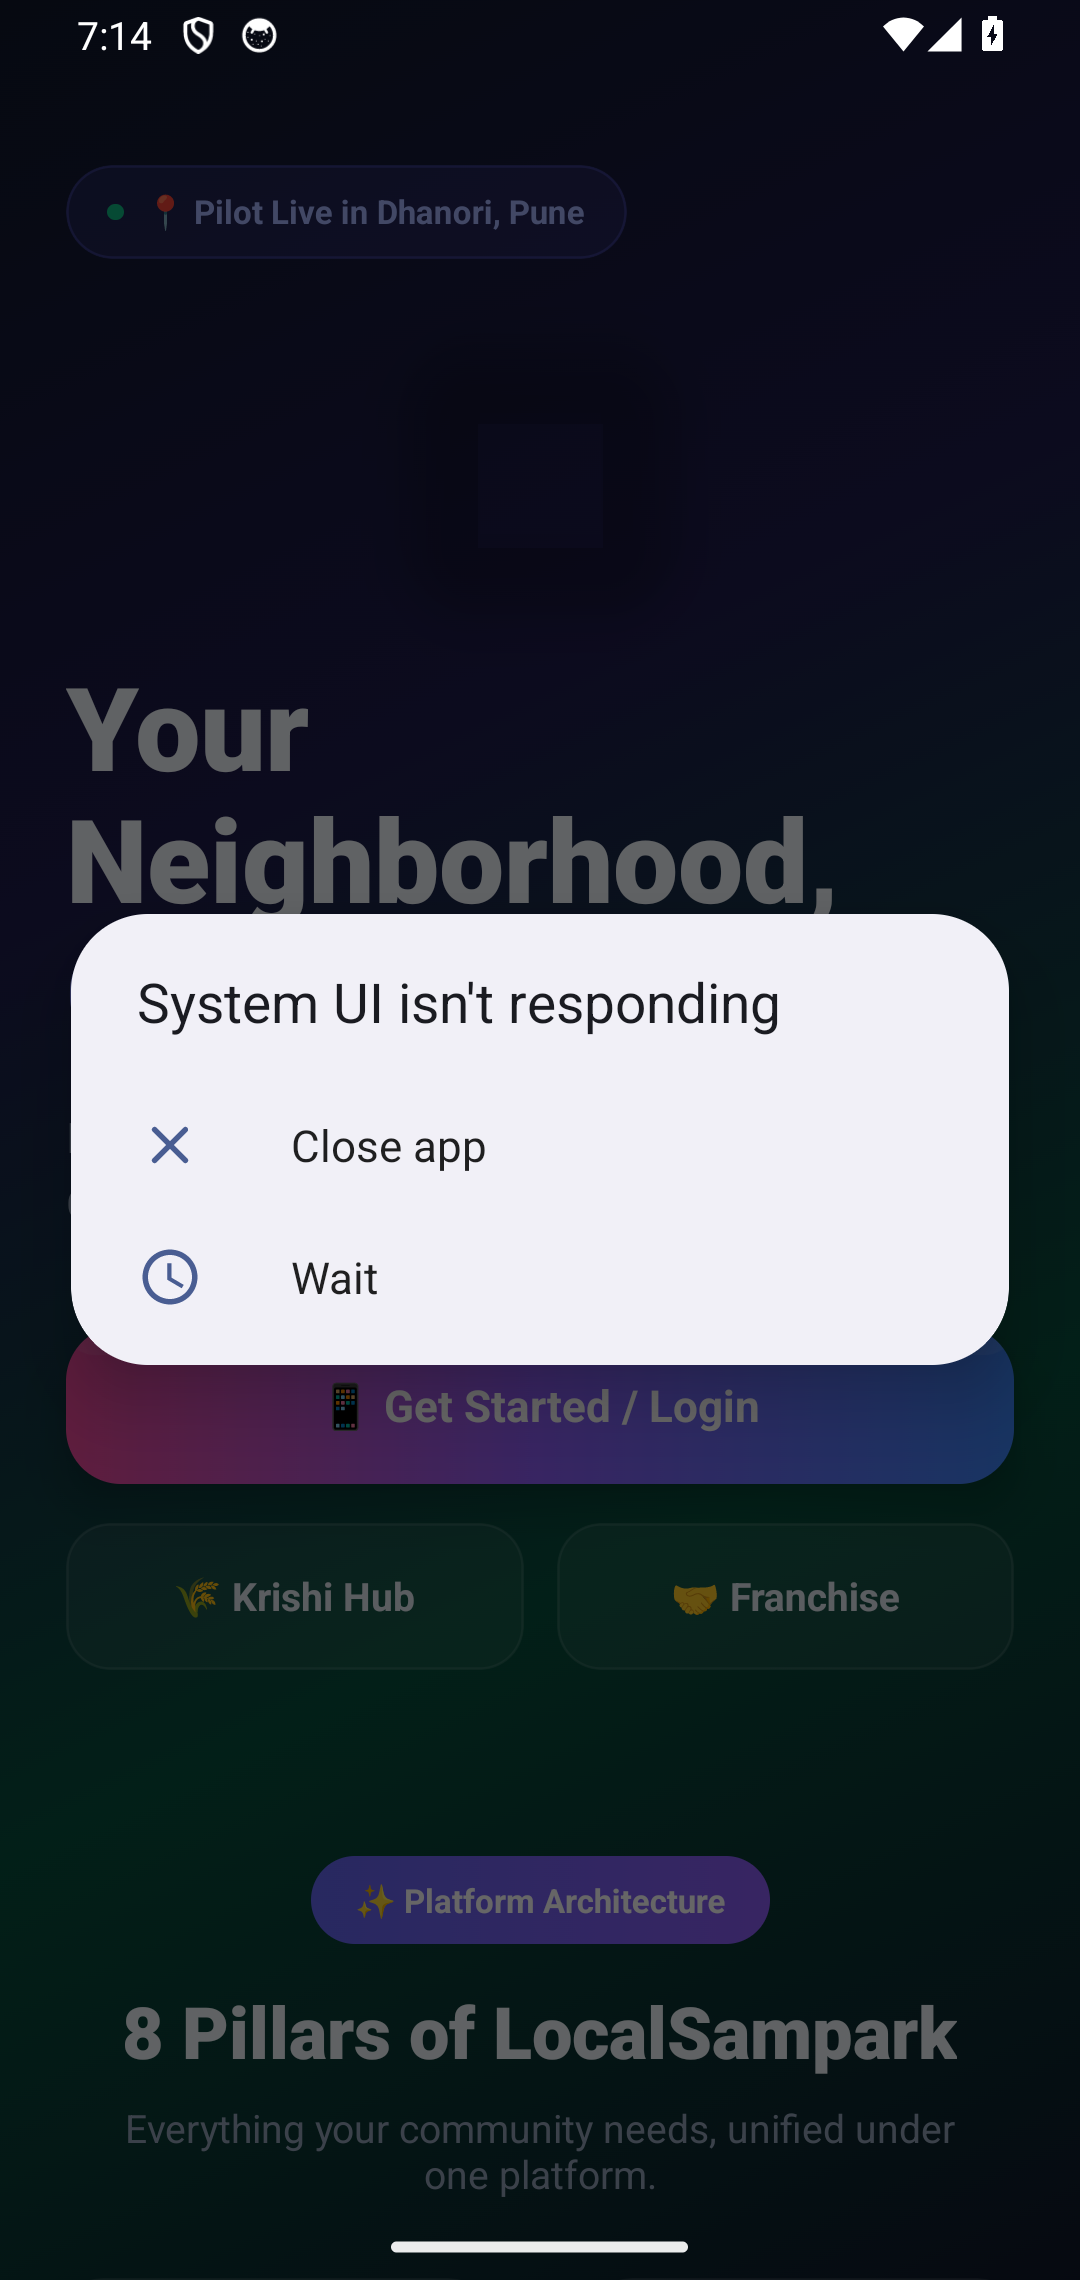 7:14
📍 Pilot Live in Dhanori, Pune
Your
Neighborhood,
System UI isn't responding
Close app
Wait
📱 Get Started / Login
🌾 Krishi Hub
🤝 Franchise
✨ Platform Architecture
8 Pillars of LocalSampark
Everything your community needs, unified under
one platform.